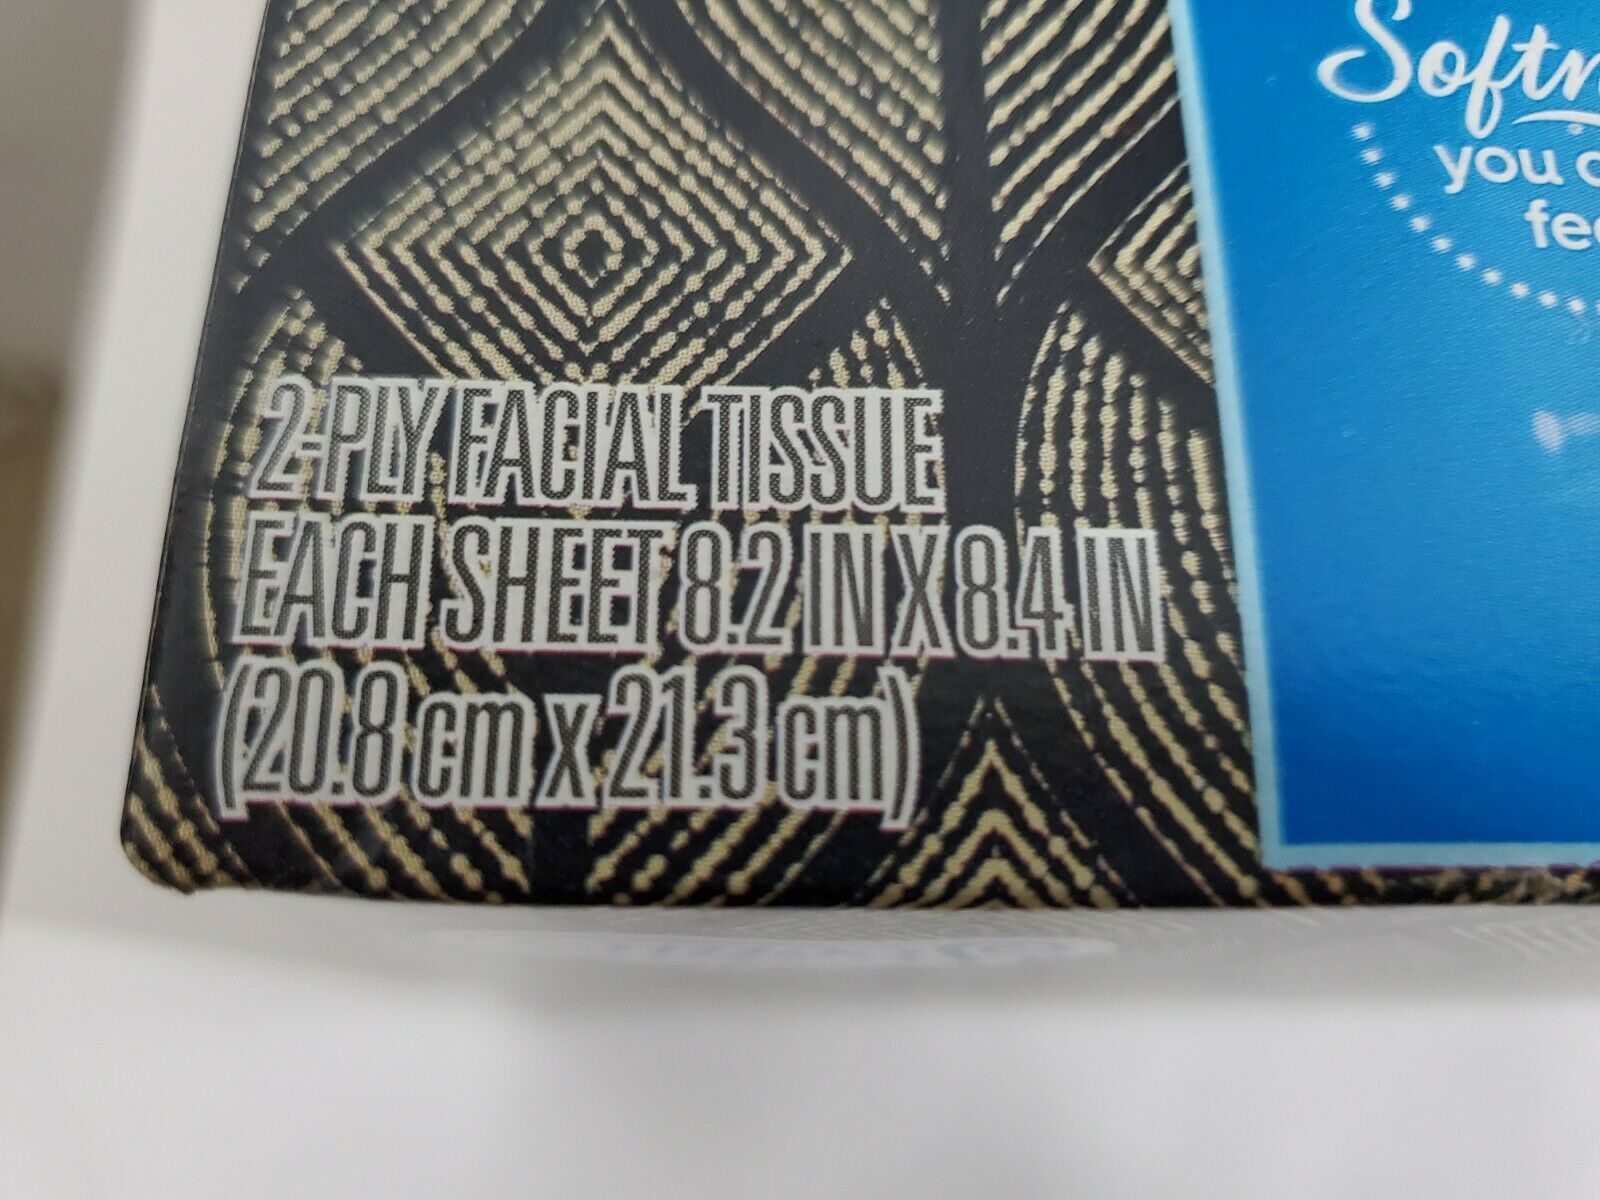 you
2-PLY FACIAL TISSUE
EACH SHEET 8.2 IN X 8.4 IN
(20.8 cm x 21.3 cm)